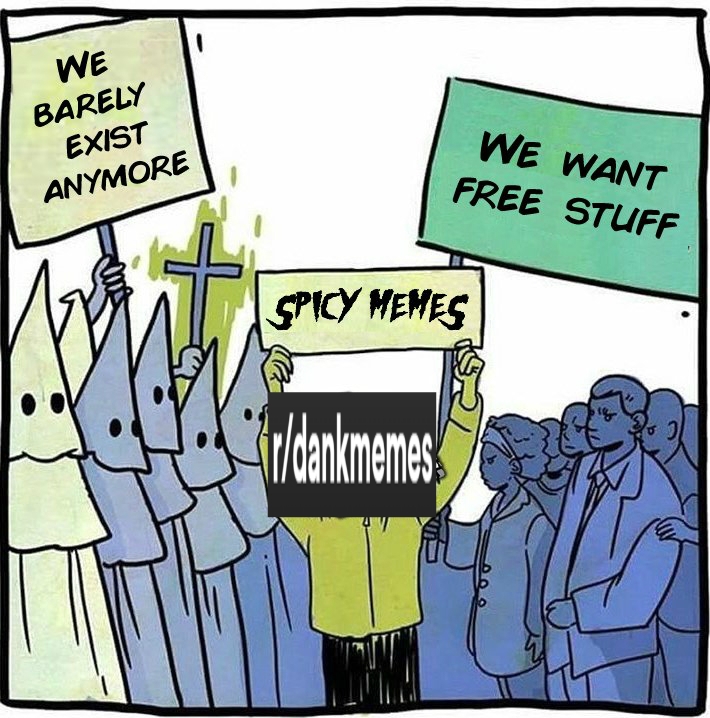 WE
BARELY
EXIST
ANYMORE
WE WANT
FREE STUFF
SPICY MEMES
r/dankmemes